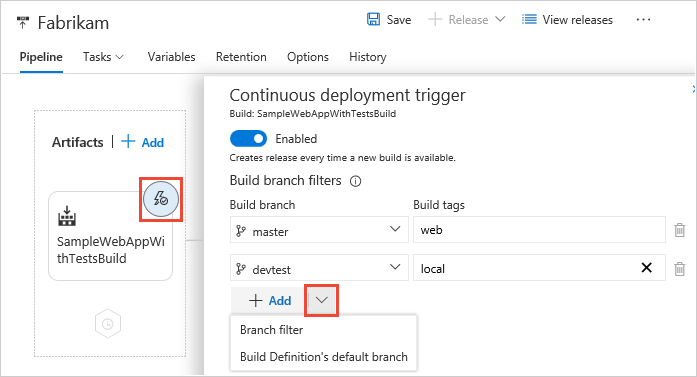 Fabrikam
Save
Release
View releases
Pipeline
Tasks
Variables
Retention
Options
History
Artifacts
Add
SampleWebAppWi
thTestsBuild
Continuous deployment trigger
Build: SampleWebAppWithTestsBuild
Enabled
Creates release every time a new build is available.
Build branch filters
Build branch
Build tags
master
web
devtest
local
Add
Branch filter
Build Definition's default branch